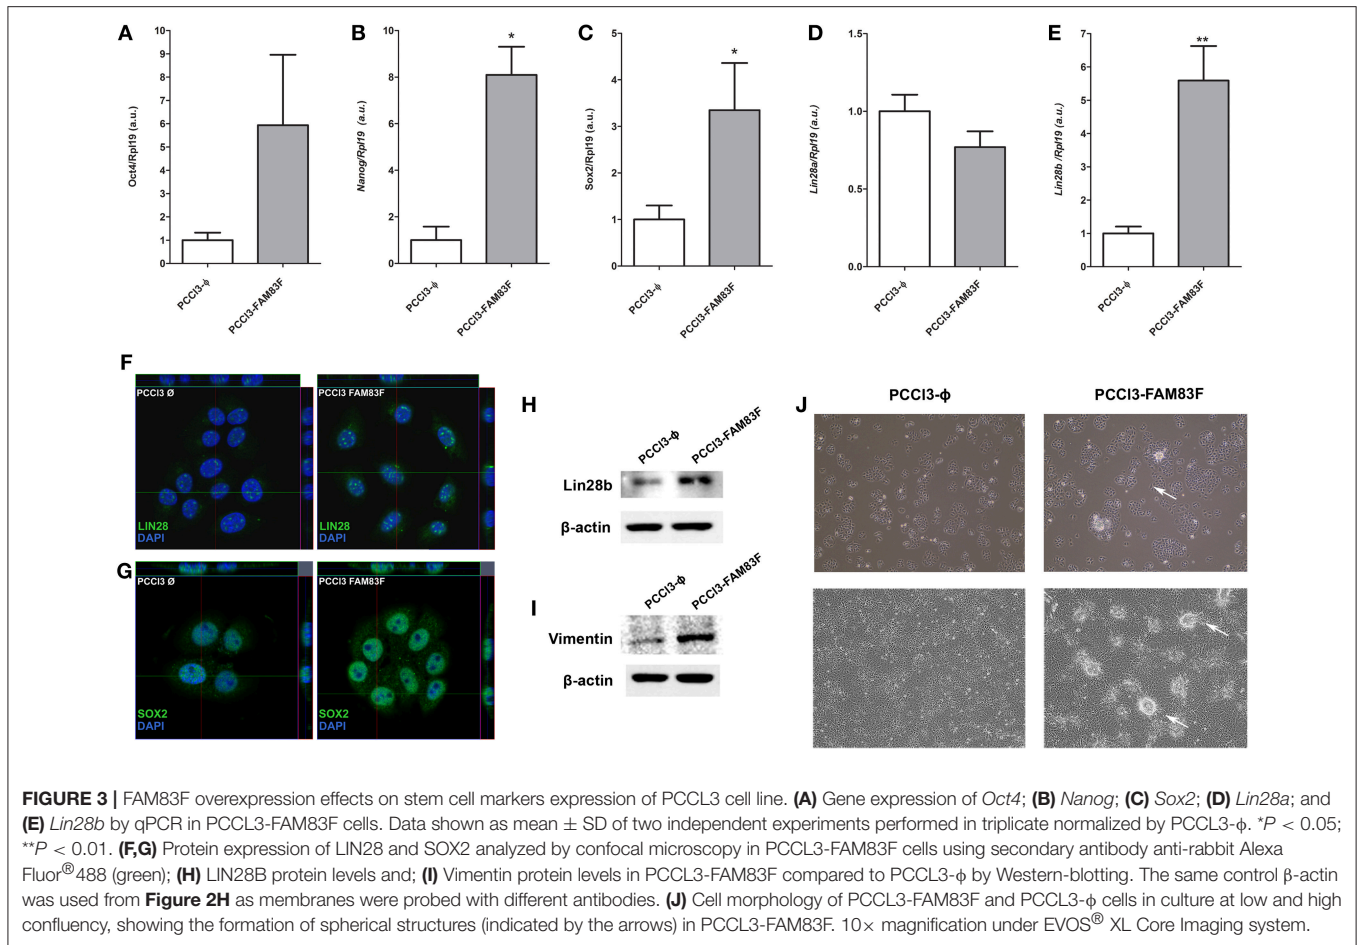 A
Oct4/Rpl19 (a.u.)
10
9
8
7
6
5
4
3
2
1
0
PCCl3-ϕ
PCCl3-FAM83F
B
Nanog/Rpl19 (a.u.)
10
8
6
4
2
0
*
PCCl3-ϕ
PCCl3-FAM83F
C
Sox2/Rpl19 (a.u.)
5
4
3
2
1
0
*
PCCl3-ϕ
PCCl3-FAM83F
D
Lin28a/Rpl19 (a.u.)
1.5
1.0
0.5
0.0
PCCl3-ϕ
PCCl3-FAM83F
E
Lin28b /Rpl19 (a.u.)
7
6
5
4
3
2
1
0
**
PCCl3-ϕ
PCCl3-FAM83F
F
PCCl3 Ø
LIN28
DAPI
PCCl3 FAM83F
LIN28
DAPI
G
PCCl3 Ø
SOX2
DAPI
PCCl3 FAM83F
SOX2
DAPI
H
PCCl3-ϕ
PCCl3-FAM83F
Lin28b
β-actin
I
PCCl3-ϕ
PCCl3-FAM83F
Vimentin
β-actin
J
PCCl3-ϕ
PCCl3-FAM83F
FIGURE 3 | FAM83F overexpression effects on stem cell markers expression of PCCL3 cell line. (A) Gene expression of Oct4; (B) Nanog; (C) Sox2; (D) Lin28a; and
(E) Lin28b by qPCR in PCCL3-FAM83F cells. Data shown as mean ± SD of two independent experiments performed in triplicate normalized by PCCL3-ϕ. *P < 0.05;
**P < 0.01. (F,G) Protein expression of LIN28 and SOX2 analyzed by confocal microscopy in PCCL3-FAM83F cells using secondary antibody anti-rabbit Alexa
Fluor®488 (green); (H) LIN28B protein levels and; (I) Vimentin protein levels in PCCL3-FAM83F compared to PCCL3-ϕ by Western-blotting. The same control β-actin
was used from Figure 2H as membranes were probed with different antibodies. (J) Cell morphology of PCCL3-FAM83F and PCCL3-ϕ cells in culture at low and high
confluency, showing the formation of spherical structures (indicated by the arrows) in PCCL3-FAM83F. 10× magnification under EVOS® XL Core Imaging system.